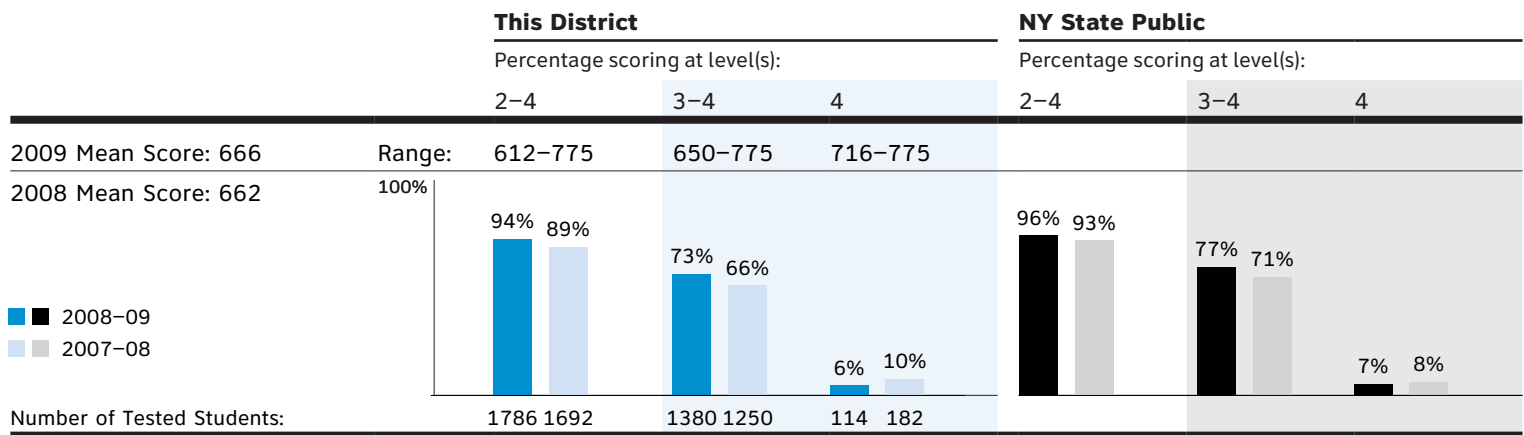 This District NY State Public
Percentage scoring at level(s): Percentage scoring at level(s):
2–4 3–4 4 2–4 3–4 4
2009 Mean Score: 666 Range: 612–775 650–775 716–775
2008 Mean Score: 662 100%
94% 89% 73% 66% 6% 10% 96% 93% 77% 71% 7% 8%
2008–09
2007–08
Number of Tested Students: 1786 1692 1380 1250 114 182